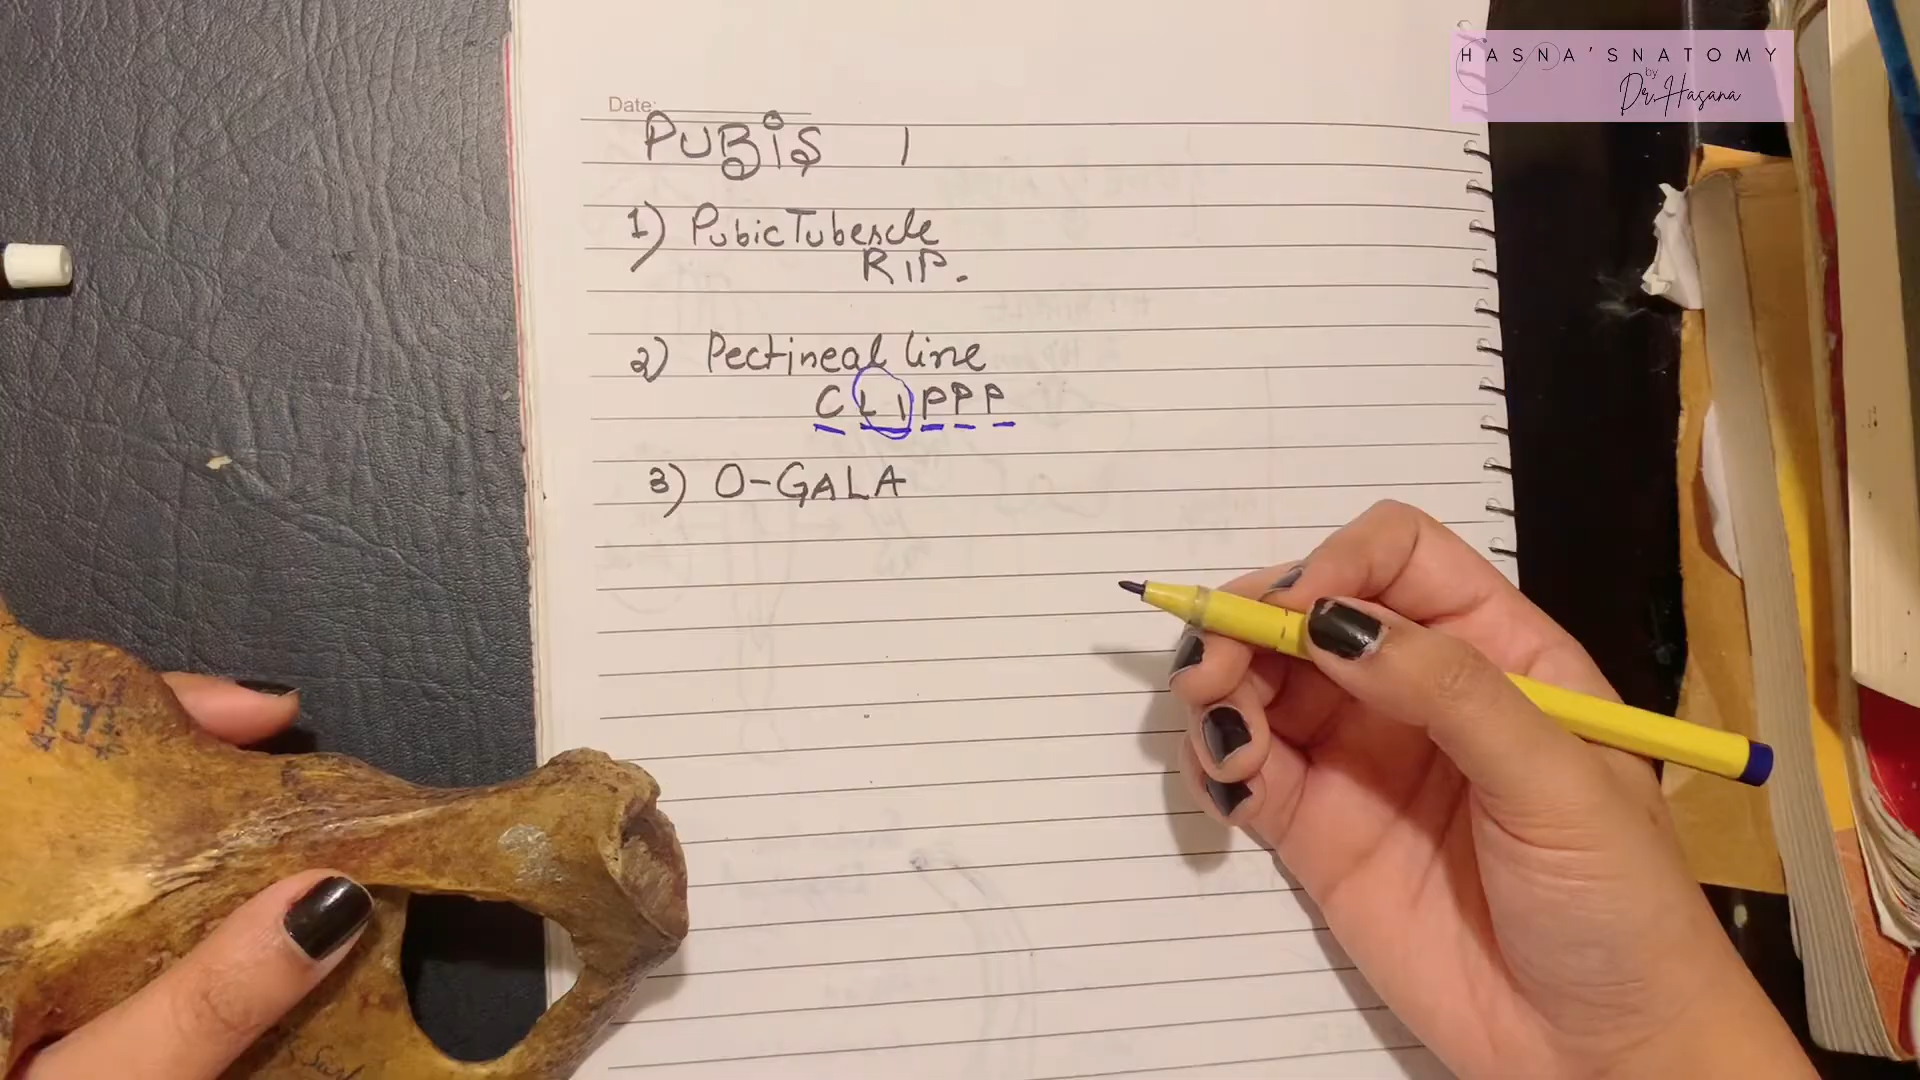 HASNA'SNATOMY
by
Dr. Hasana
Date:
PUBIS 1
1) Pubic Tubercle
RIP.
2) Pectineal line
CLIPPP
3) O-GALA